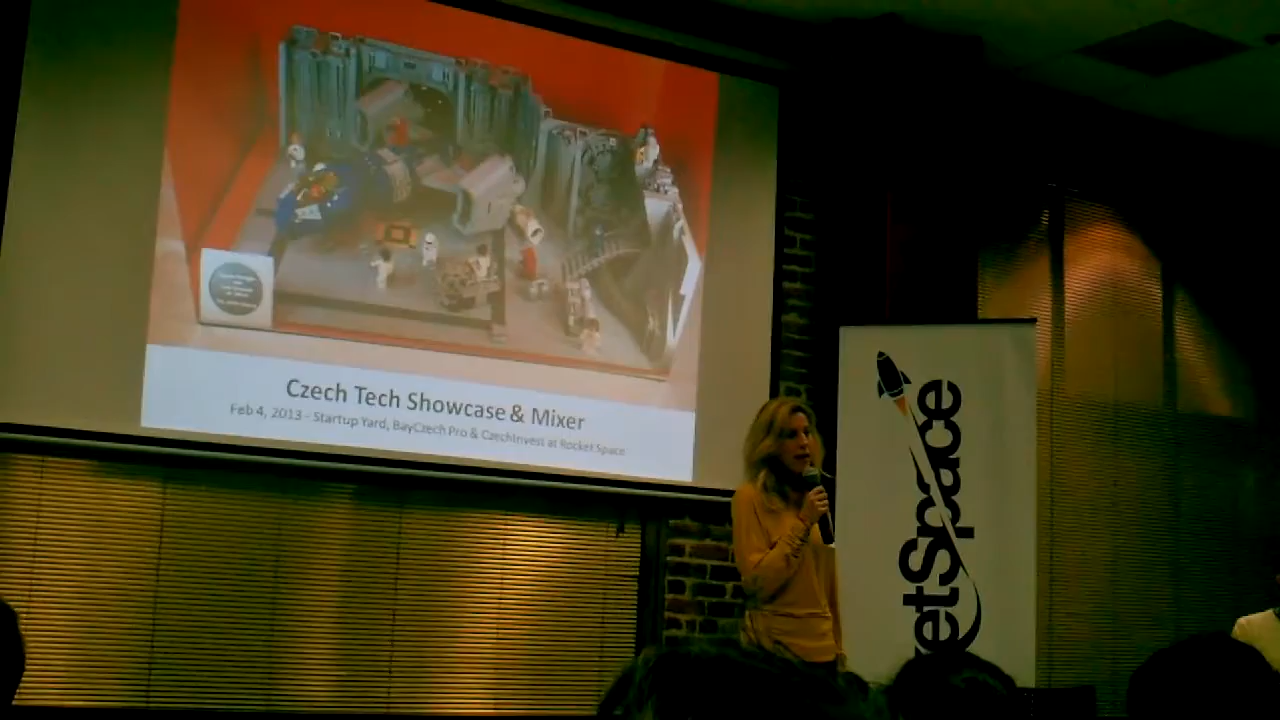 Czech Tech Showcase & Mixer
Feb 4, 2013 - Startup Yard, BayCzech Pro & CzechInvest at Rocket Space
etSpace